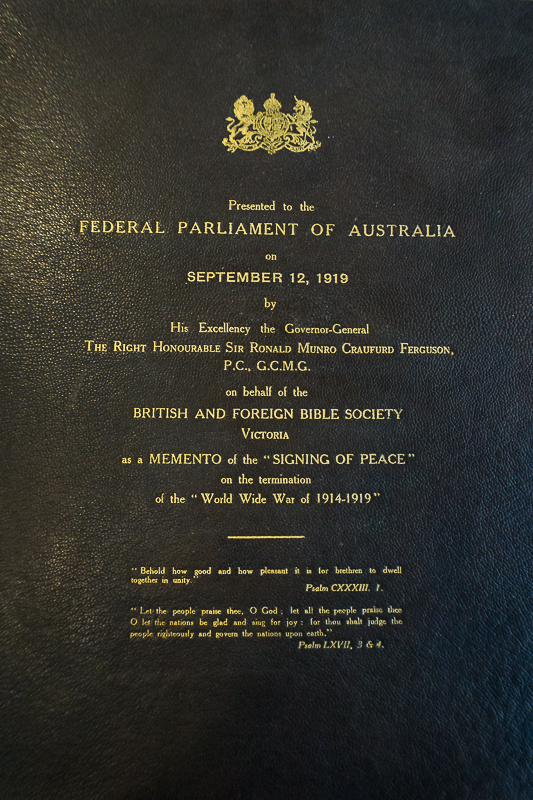 Presented to the
FEDERAL PARLIAMENT OF AUSTRALIA
on
SEPTEMBER 12, 1919
by
His Excellency the Governor-General
THE RIGHT HONOURABLE SIR RONALD MUNRO CRAUFURD FERGUSON,
P.C., G.C.M.G.
on behalf of the
BRITISH AND FOREIGN BIBLE SOCIETY
VICTORIA
as a MEMENTO of the "SIGNING OF PEACE"
on the termination
of the "World Wide War of 1914-1919"
"Behold how good and how pleasant it is for brethren to dwell
together in unity."
Psalm CXXXIII. 1.
"Let the people praise thee, O God; let all the people praise thee
O let the nations be glad and sing for joy: for thou shalt judge the
people righteously and govern the nations upon earth."
Psalm LXVII, 3 & 4.